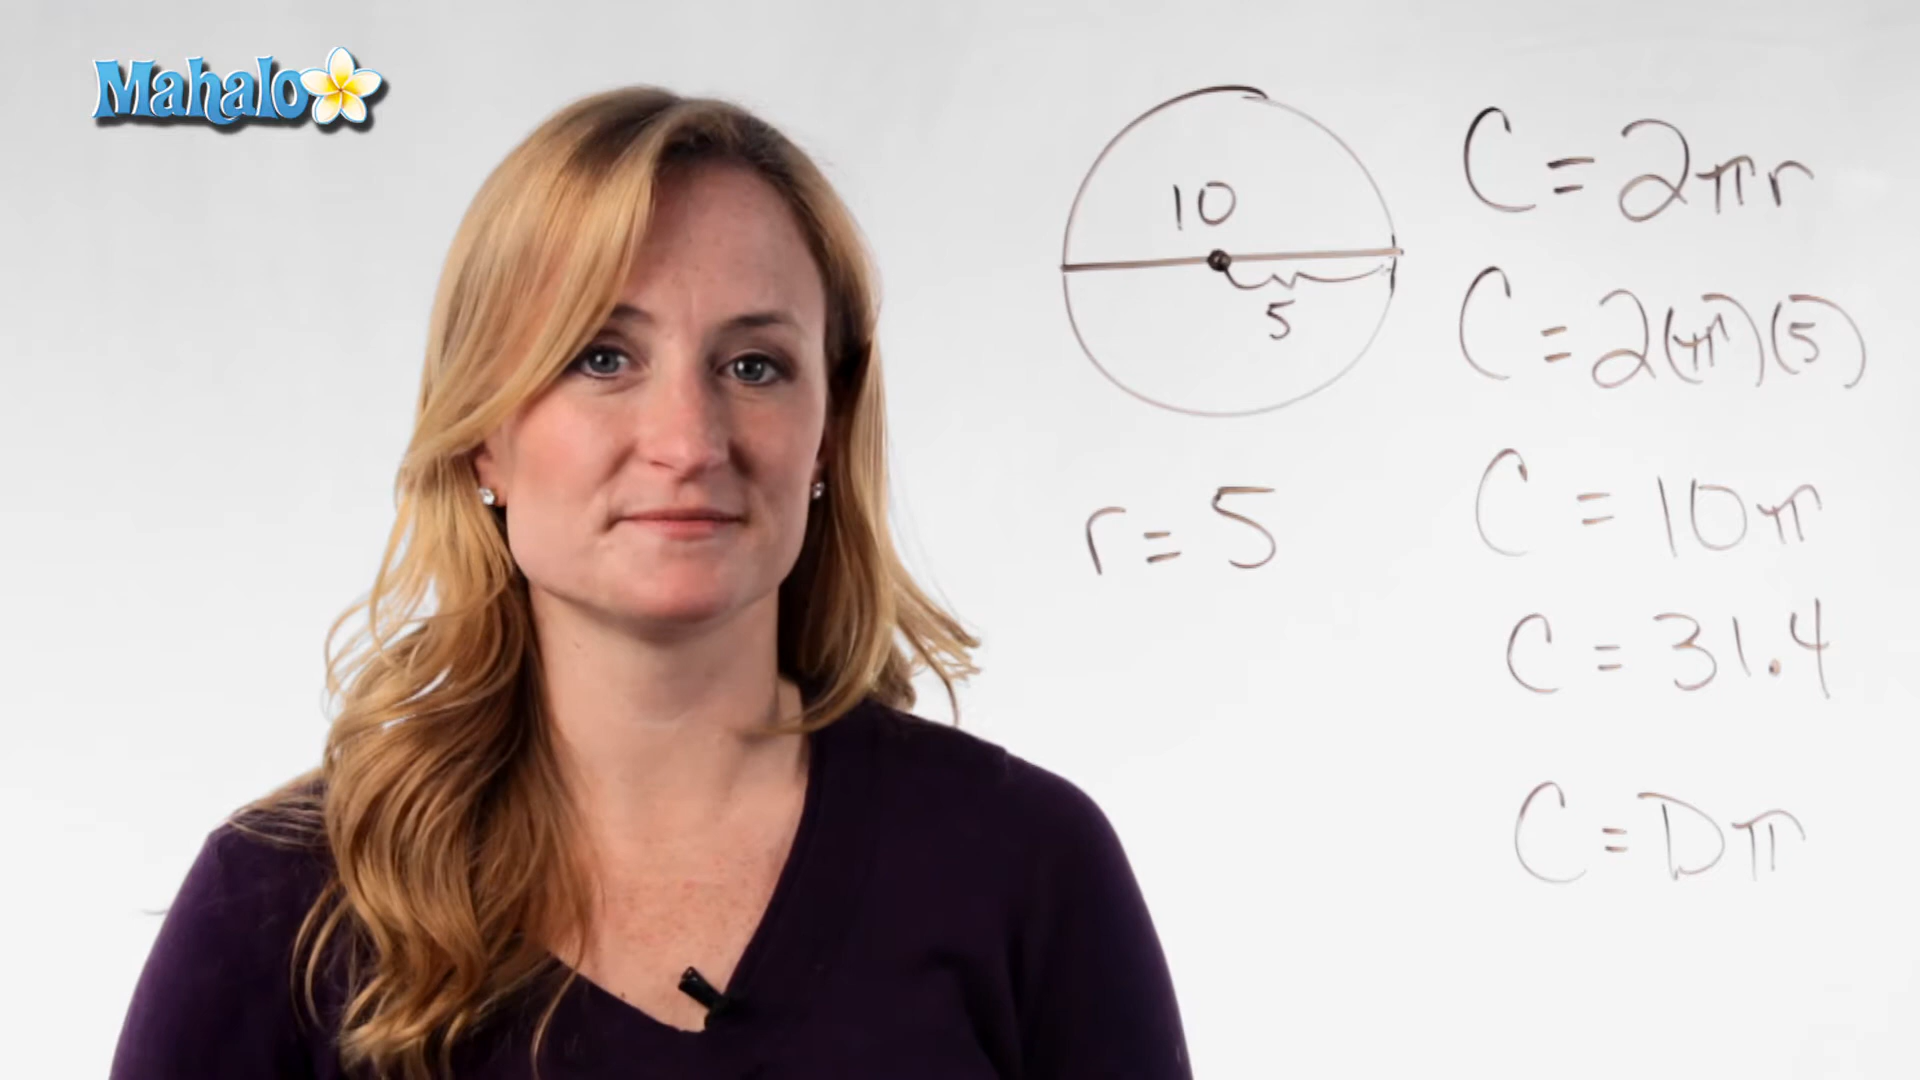 Mahalo
10
5
r = 5
C = 2πr
C = 2(π)(5)
C = 10π
C = 31.4
C = Dπ